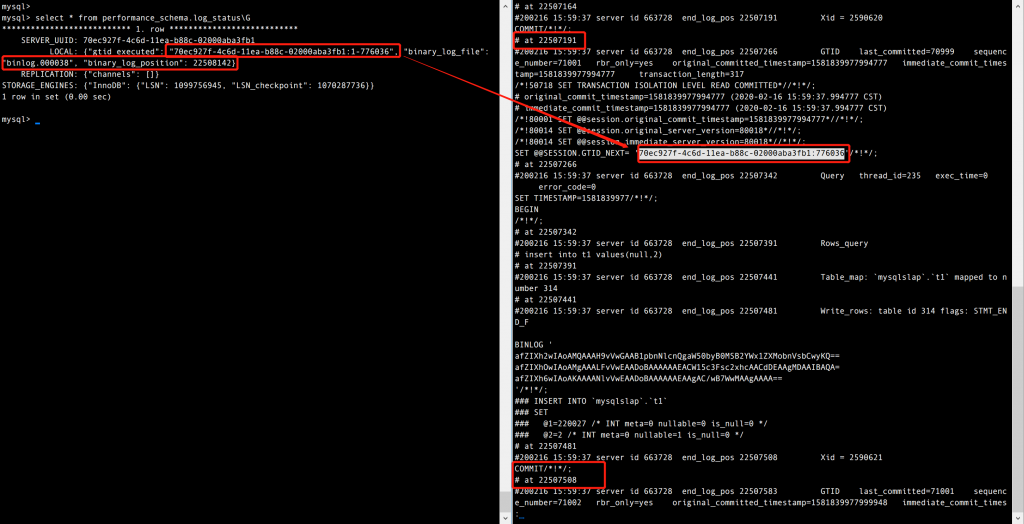 mysql>
mysql> select * from performance_schema.log_status\G
*************************** 1. row ***************************
SERVER_UUID: 70ec927f-4c6d-11ea-b88c-02000aba3fb1
LOCAL: {"gtid_executed": "70ec927f-4c6d-11ea-b88c-02000aba3fb1:1-776036", "binary_log_file":
"binlog.000038", "binary_log_position": 22508142}
REPLICATION: {"channels": []}
STORAGE_ENGINES: {"InnoDB": {"LSN": 1099756945, "LSN_checkpoint": 1070287736}}
1 row in set (0.00 sec)
mysql>
# at 22507164
#200216 15:59:37 server id 663728  end_log_pos 22507191         Xid = 2590620
COMMIT/*!*/;
# at 22507191
#200216 15:59:37 server id 663728  end_log_pos 22507266         GTID    last_committed=70999    sequenc
e_number=71001  rbr_only=yes    original_committed_timestamp=1581839977994777   immediate_commit_times
tamp=1581839977994777       transaction_length=317
/*!50718 SET TRANSACTION ISOLATION LEVEL READ COMMITTED*//*!*/;
# original_commit_timestamp=1581839977994777 (2020-02-16 15:59:37.994777 CST)
# immediate_commit_timestamp=1581839977994777 (2020-02-16 15:59:37.994777 CST)
/*!80001 SET @@session.original_commit_timestamp=1581839977994777*//*!*/;
/*!80014 SET @@session.original_server_version=80018*//*!*/;
/*!80014 SET @@session.immediate_server_version=80018*//*!*/;
SET @@SESSION.GTID_NEXT= '70ec927f-4c6d-11ea-b88c-02000aba3fb1:776036'/*!*/;
# at 22507266
#200216 15:59:37 server id 663728  end_log_pos 22507342         Query   thread_id=235   exec_time=0
error_code=0
SET TIMESTAMP=1581839977/*!*/;
BEGIN
/*!*/;
# at 22507342
#200216 15:59:37 server id 663728  end_log_pos 22507391         Rows_query
# insert into t1 values(null,2)
# at 22507391
#200216 15:59:37 server id 663728  end_log_pos 22507441         Table_map: `mysqlslap`.`t1` mapped to n
umber 314
# at 22507441
#200216 15:59:37 server id 663728  end_log_pos 22507481         Write_rows: table id 314 flags: STMT_EN
D_F
BINLOG '
afZIXh2wIAoAMQAAAH9vVwGAAB1pbnNlcnQgaW50byB0MSB2YWx1ZXMobnVsbCwyKQ==
afZIXhOwIAoAMgAAALFvVwEAADoBAAAAAAEACW15c3Fsc2xhcAACdDEAAgMDAAIBAQA=
afZIXh6wIAoAKAAAANlvVwEAADoBAAAAAAEAAgAC/wB7WwMAAgAAAA==
'/*!*/;
### INSERT INTO `mysqlslap`.`t1`
### SET
###   @1=220027 /* INT meta=0 nullable=0 is_null=0 */
###   @2=2 /* INT meta=0 nullable=1 is_null=0 */
# at 22507481
#200216 15:59:37 server id 663728  end_log_pos 22507508         Xid = 2590621
COMMIT/*!*/;
# at 22507508
#200216 15:59:37 server id 663728  end_log_pos 22507583         GTID    last_committed=71001    sequenc
e_number=71002  rbr_only=yes    original_committed_timestamp=1581839977999948   immediate_commit_times
: